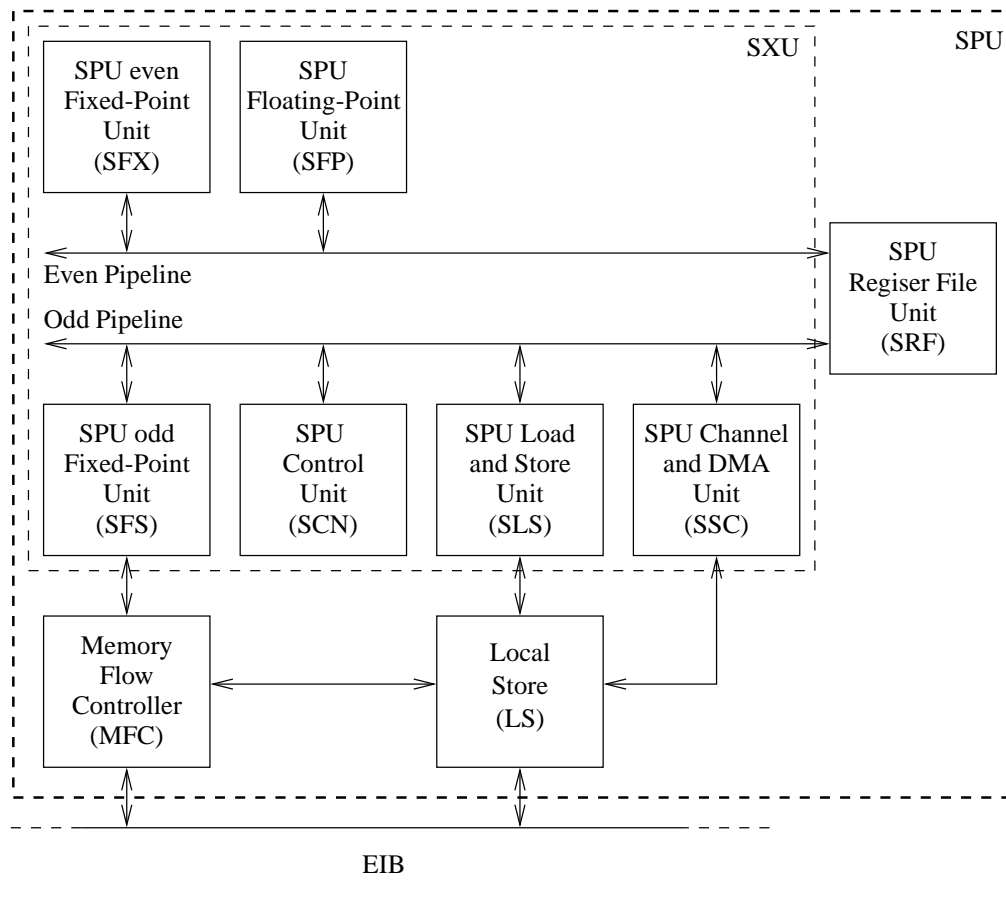 SXU
SPU
SPU even
Fixed-Point
Unit
(SFX)
SPU
Floating-Point
Unit
(SFP)
SPU
Regiser File
Unit
(SRF)
Even Pipeline
Odd Pipeline
SPU odd
Fixed-Point
Unit
(SFS)
SPU
Control
Unit
(SCN)
SPU Load
and Store
Unit
(SLS)
SPU Channel
and DMA
Unit
(SSC)
Memory
Flow
Controller
(MFC)
Local
Store
(LS)
EIB